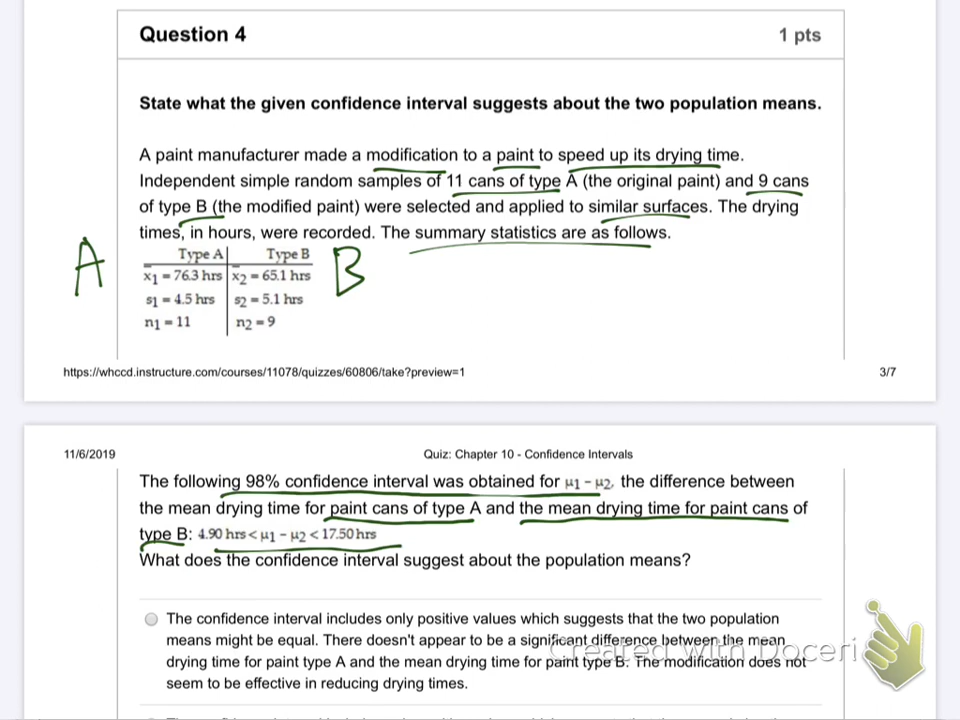 Question 4
1 pts
State what the given confidence interval suggests about the two population means.
A paint manufacturer made a modification to a paint to speed up its drying time.
Independent simple random samples of 11 cans of type A (the original paint) and 9 cans
of type B (the modified paint) were selected and applied to similar surfaces. The drying
times, in hours, were recorded. The summary statistics are as follows.
A
Type A Type B
x̅1 = 76.3 hrs x̅2 = 65.1 hrs
s1 = 4.5 hrs s2 = 5.1 hrs
n1 = 11 n2 = 9
B
https://whccd.instructure.com/courses/11078/quizzes/60806/take?preview=1
3/7
11/6/2019
Quiz: Chapter 10 - Confidence Intervals
The following 98% confidence interval was obtained for μ1 - μ2, the difference between
the mean drying time for paint cans of type A and the mean drying time for paint cans of
type B: 4.90 hrs < μ1 - μ2 < 17.50 hrs
What does the confidence interval suggest about the population means?
The confidence interval includes only positive values which suggests that the two population
means might be equal. There doesn't appear to be a significant difference between the mean
drying time for paint type A and the mean drying time for paint type B. The modification does not
seem to be effective in reducing drying times.
Created with Doceri